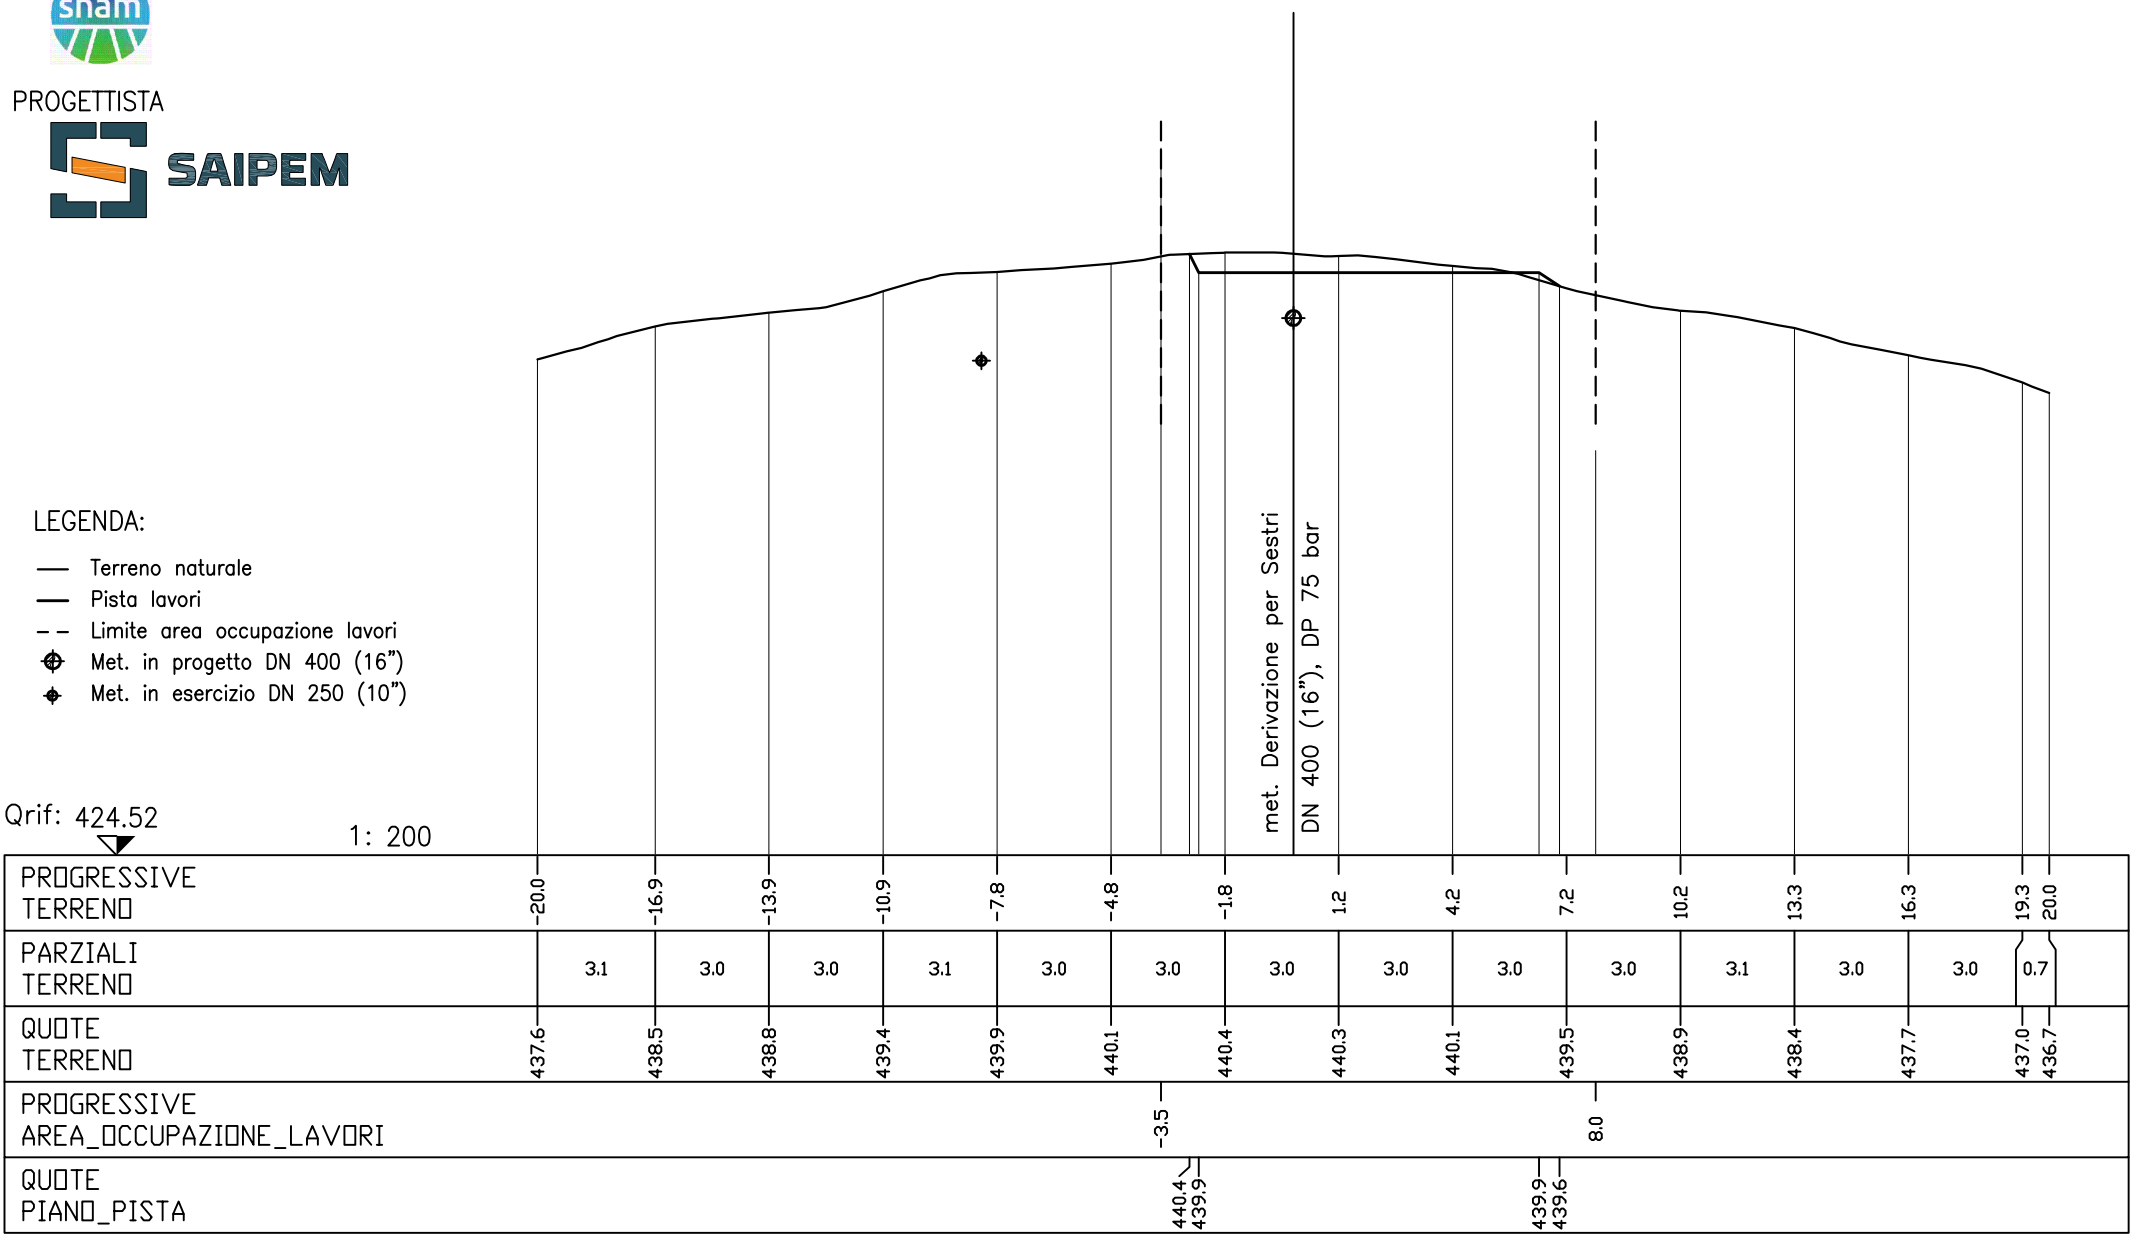 snam
PROGETTISTA
SAIPEM
LEGENDA:
Terreno naturale
Pista lavori
Limite area occupazione lavori
Met. in progetto DN 400 (16")
Met. in esercizio DN 250 (10")
met. Derivazione per Sestri
DN 400 (16"), DP 75 bar
Qrif: 424.52
1: 200
PROGRESSIVE
TERRENO
-20.0 -16.9 -13.9 -10.9 -7.8 -4.8 -1.8 1.2 4.2 7.2 10.2 13.3 16.3 19.3 20.0
PARZIALI
TERRENO
3.1 3.0 3.0 3.1 3.0 3.0 3.0 3.0 3.0 3.0 3.1 3.0 3.0 0.7
QUOTE
TERRENO
437.6 438.5 438.8 439.4 439.9 440.1 440.4 440.3 440.1 439.5 438.9 438.4 437.7 437.0 436.7
PROGRESSIVE
AREA_OCCUPAZIONE_LAVORI
-3.5 8.0
QUOTE
PIANO_PISTA
440.4 439.9 439.9 439.6